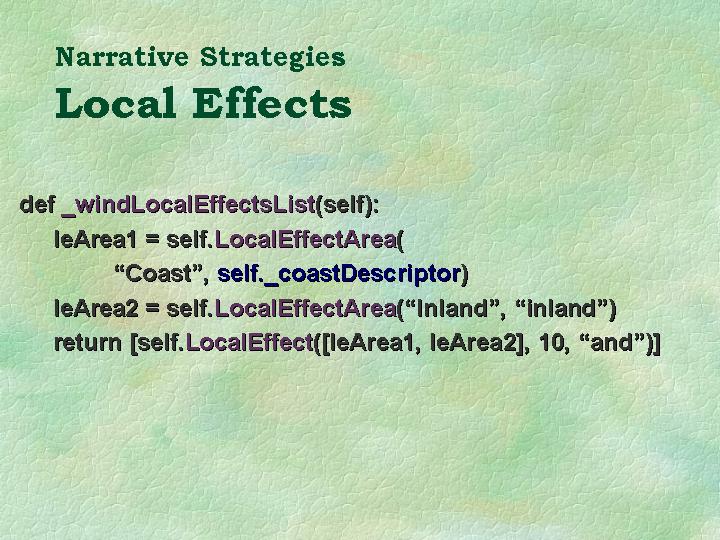 Narrative Strategies
Local Effects
def _windLocalEffectsList(self):
leArea1 = self.LocalEffectArea(
“Coast”, self._coastDescriptor)
leArea2 = self.LocalEffectArea(“Inland”, “inland”)
return [self.LocalEffect([leArea1, leArea2], 10, “and”)]